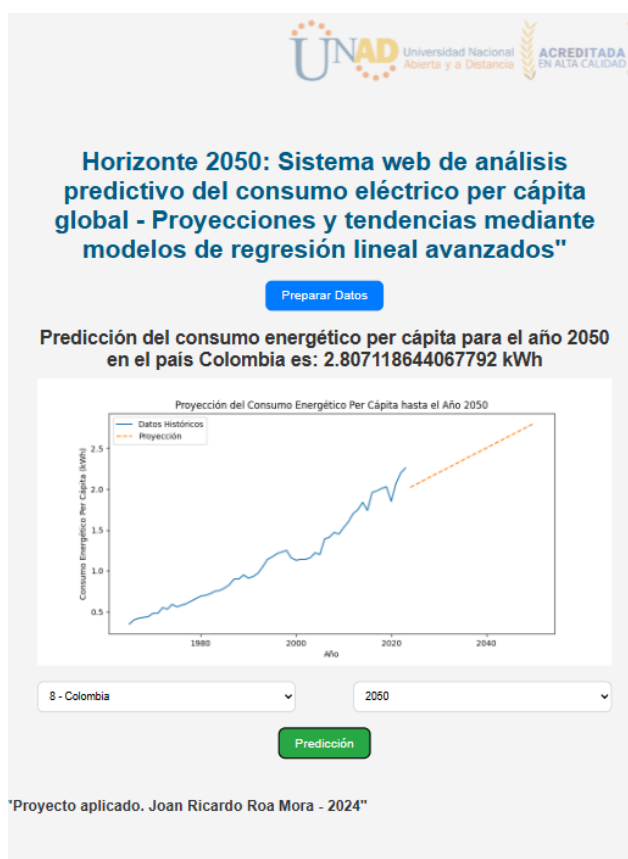 UNAD Universidad Nacional
Abierta y a Distancia
ACREDITADA
EN ALTA CALIDAD
Horizonte 2050: Sistema web de análisis
predictivo del consumo eléctrico per cápita
global - Proyecciones y tendencias mediante
modelos de regresión lineal avanzados"
Preparar Datos
Predicción del consumo energético per cápita para el año 2050
en el país Colombia es: 2.807118644067792 kWh
Proyección del Consumo Energético Per Cápita hasta el Año 2050
Datos Históricos
Proyección
Consumo Energético Per Cápita (kWh)
2.5
2.0
1.5
1.0
0.5
1980 2000 2020 2040
Año
8 - Colombia
2050
Predicción
"Proyecto aplicado. Joan Ricardo Roa Mora - 2024"